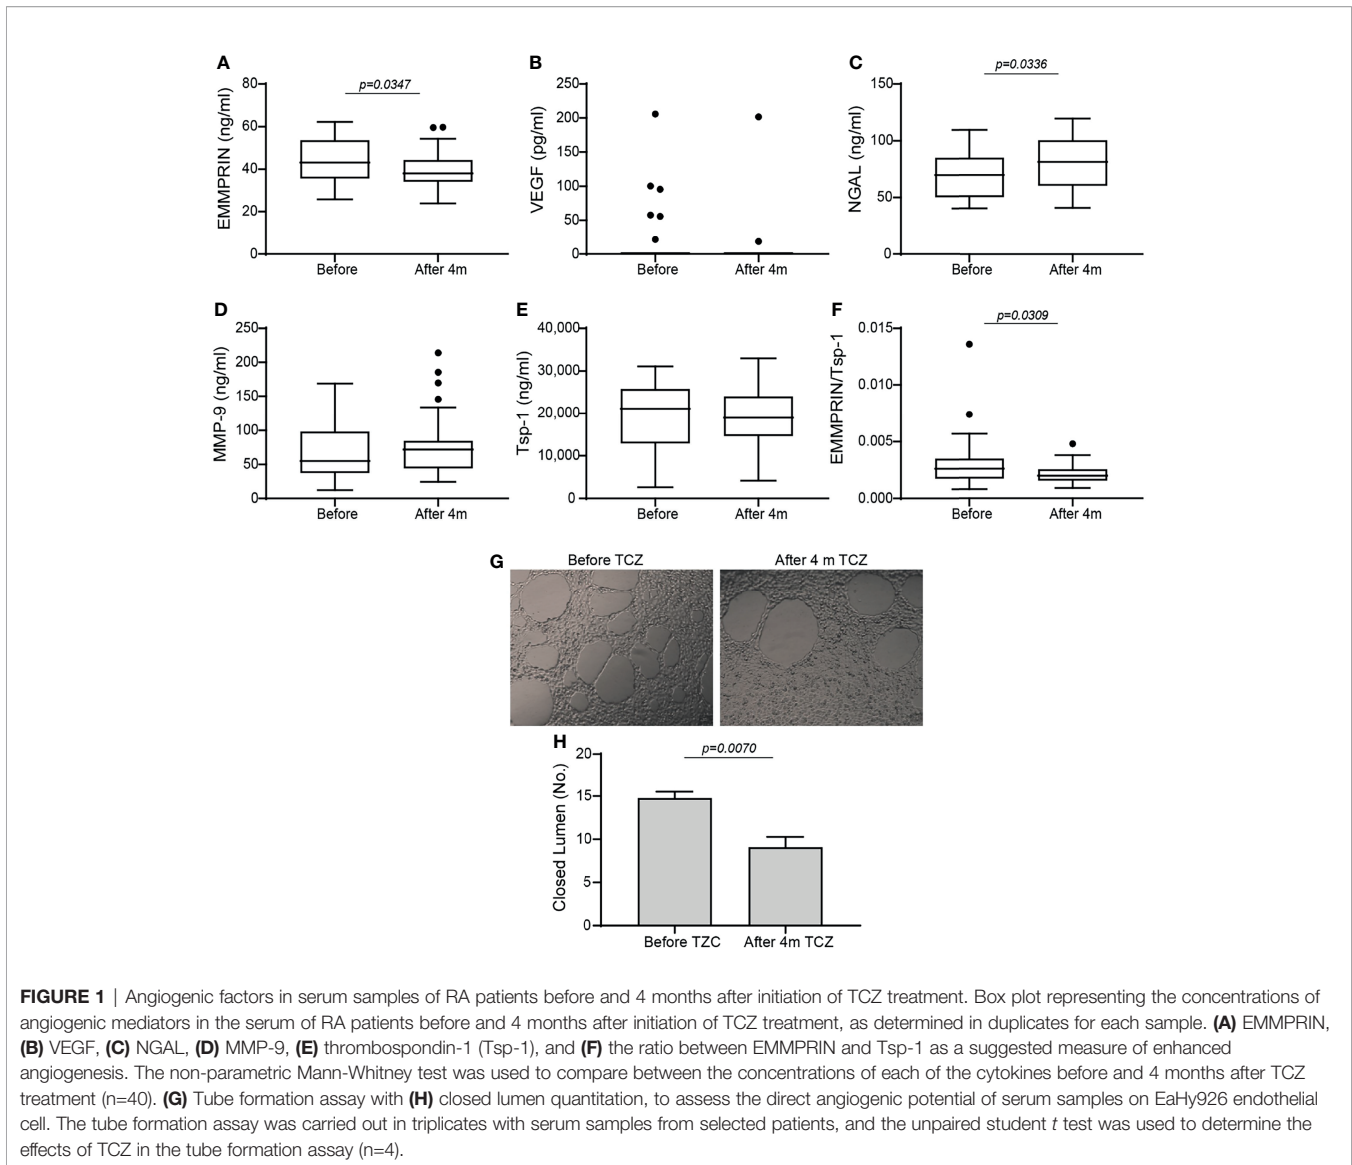 A
EMMPRIN (ng/ml)
80
60
40
20
0
p=0.0347
Before
After 4m
B
VEGF (pg/ml)
250
200
150
100
50
0
Before
After 4m
C
NGAL (ng/ml)
150
100
50
0
p=0.0336
Before
After 4m
D
MMP-9 (ng/ml)
250
200
150
100
50
0
Before
After 4m
E
Tsp-1 (ng/ml)
40,000
30,000
20,000
10,000
0
Before
After 4m
F
EMMPRIN/Tsp-1
0.015
0.010
0.005
0.000
p=0.0309
Before
After 4m
G
Before TCZ
After 4 m TCZ
H
Closed Lumen (No.)
20
15
10
5
0
p=0.0070
Before TZC
After 4m TCZ
FIGURE 1 | Angiogenic factors in serum samples of RA patients before and 4 months after initiation of TCZ treatment. Box plot representing the concentrations of
angiogenic mediators in the serum of RA patients before and 4 months after initiation of TCZ treatment, as determined in duplicates for each sample. (A) EMMPRIN,
(B) VEGF, (C) NGAL, (D) MMP-9, (E) thrombospondin-1 (Tsp-1), and (F) the ratio between EMMPRIN and Tsp-1 as a suggested measure of enhanced
angiogenesis. The non-parametric Mann-Whitney test was used to compare between the concentrations of each of the cytokines before and 4 months after TCZ
treatment (n=40). (G) Tube formation assay with (H) closed lumen quantitation, to assess the direct angiogenic potential of serum samples on EaHy926 endothelial
cell. The tube formation assay was carried out in triplicates with serum samples from selected patients, and the unpaired student t test was used to determine the
effects of TCZ in the tube formation assay (n=4).